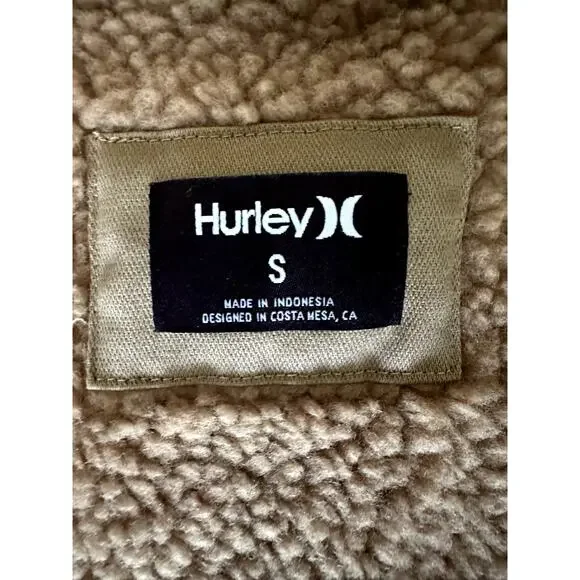 Hurley
S
MADE IN INDONESIA
DESIGNED IN COSTA MESA, CA